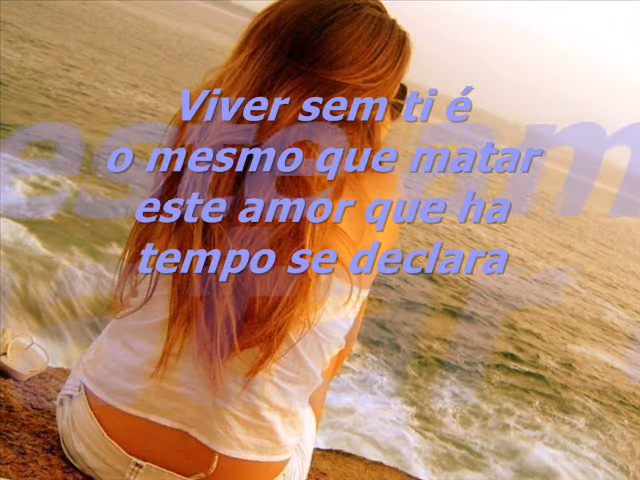 Viver sem ti é
o mesmo que matar
este amor que ha
tempo se declara